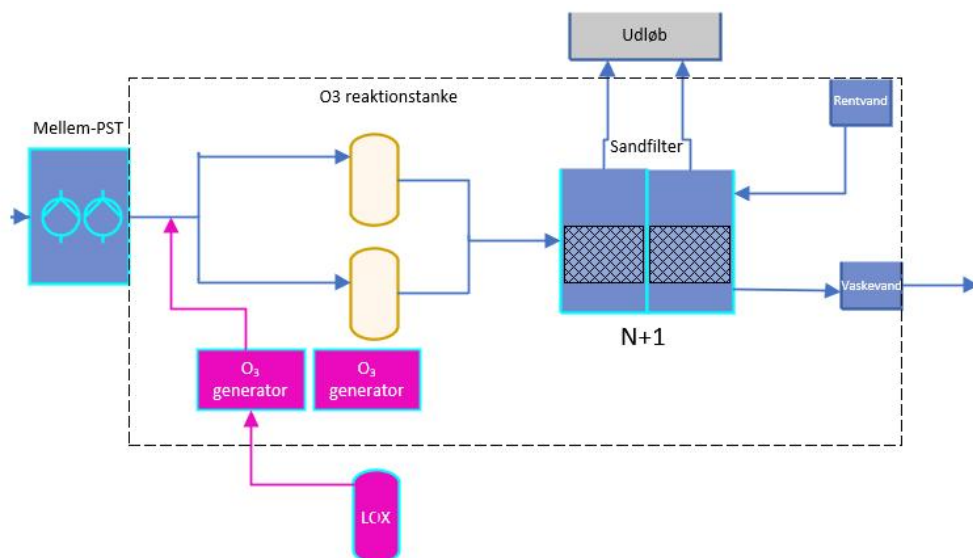 Udløb
O3 reaktionstanke
Rentvand
Mellem-PST
Sandfilter
Vaskevand
N+1
O₃
generator
O₃
generator
LOX